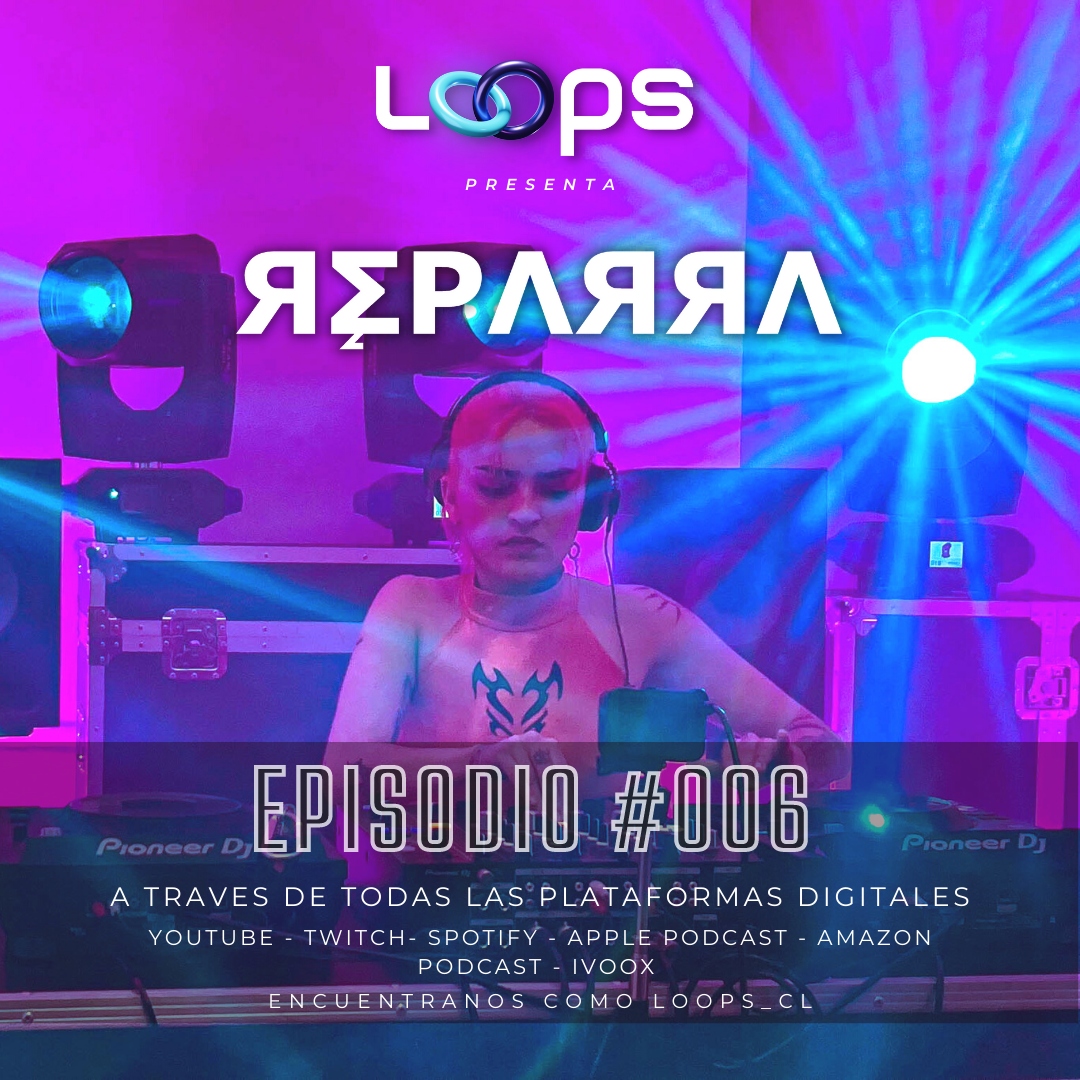 LOOPS
PRESENTA
ЯΣPΛЯЯΛ
EPISODIO #006
Pioneer Dj
Pioneer Dj
A TRAVES DE TODAS LAS PLATAFORMAS DIGITALES
YOUTUBE - TWITCH- SPOTIFY - APPLE PODCAST - AMAZON
PODCAST - IVOOX
ENCUENTRANOS COMO LOOPS_CL